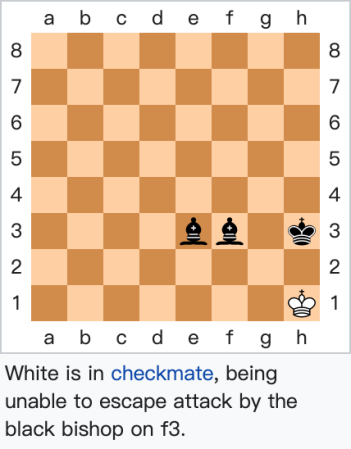 a b c d e f g h
8 8
7 7
6 6
5 5
4 4
3 3
2 2
1 1
a b c d e f g h
White is in checkmate, being
unable to escape attack by the
black bishop on f3.